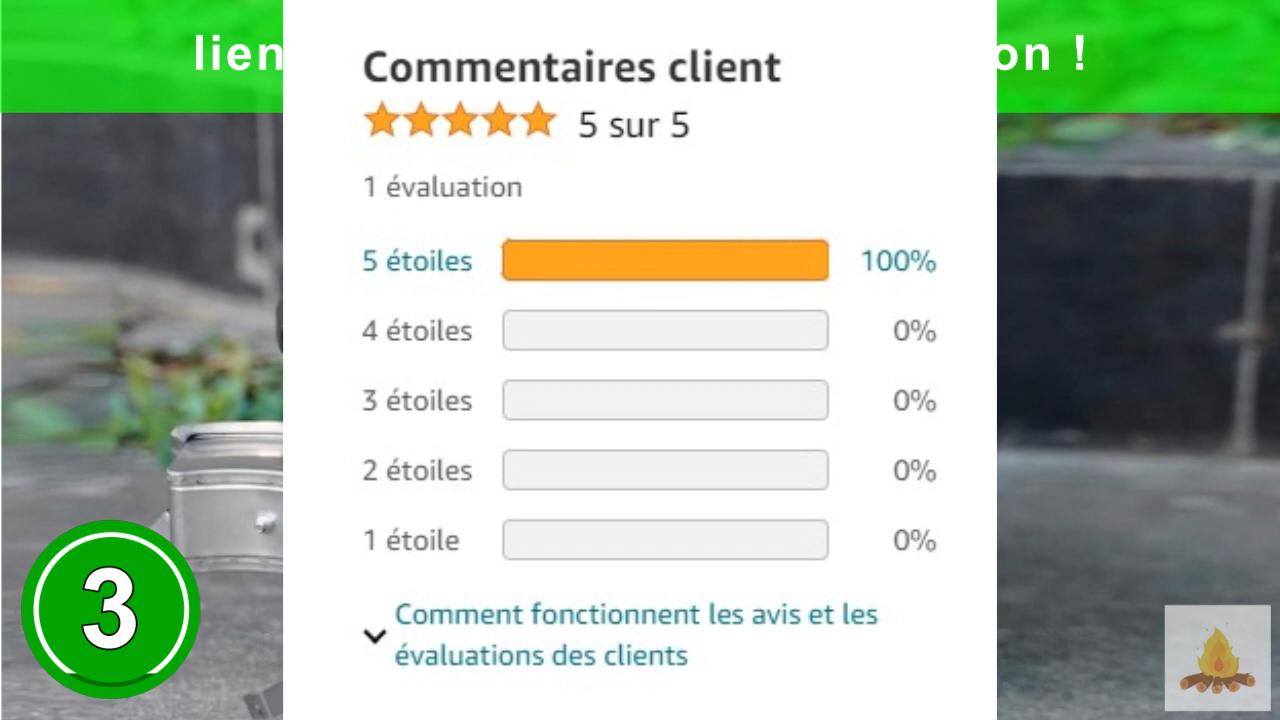 lien
on !
Commentaires client
5 sur 5
1 évaluation
5 étoiles 100%
4 étoiles 0%
3 étoiles 0%
2 étoiles 0%
1 étoile 0%
Comment fonctionnent les avis et les
évaluations des clients
3